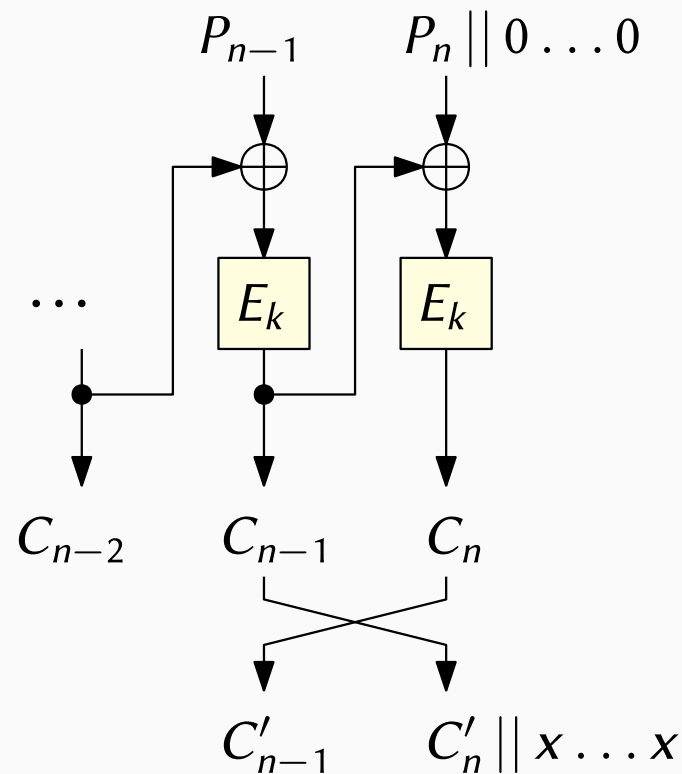 Pₙ₋₁ Pₙ || 0 . . . 0
Eₖ Eₖ
. . .
Cₙ₋₂ Cₙ₋₁ Cₙ
C′ₙ₋₁ C′ₙ || x . . . x